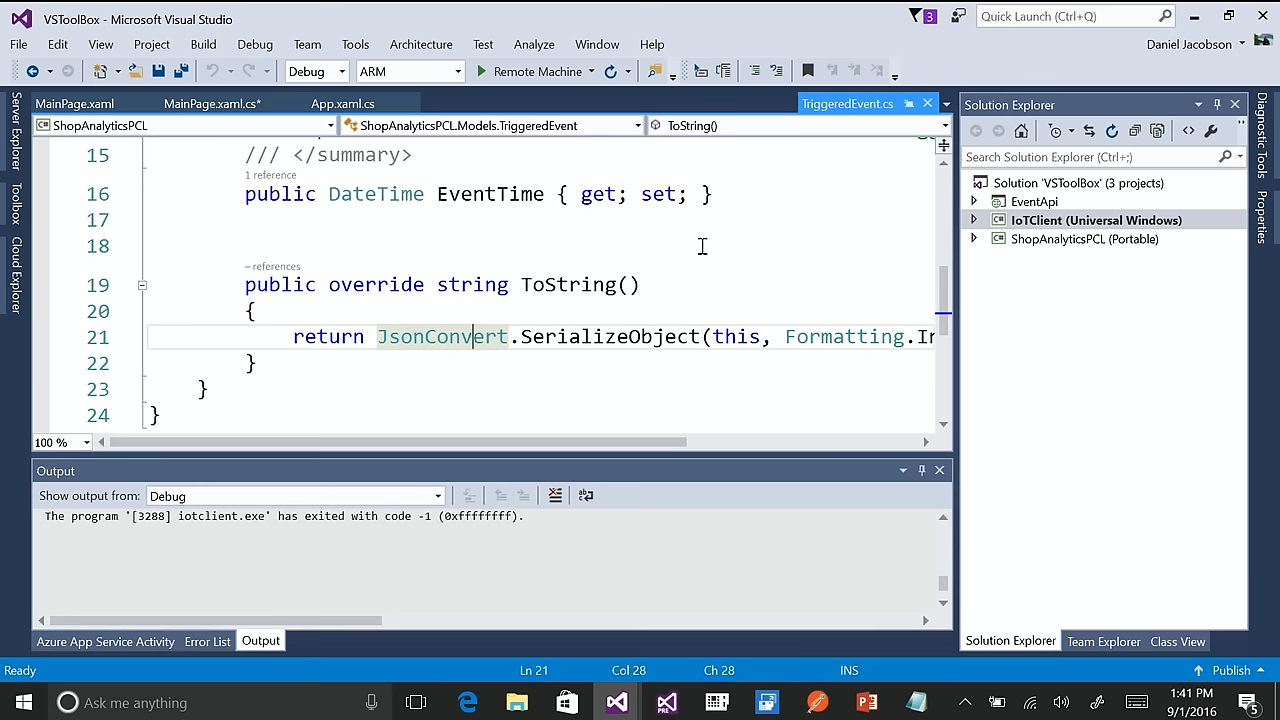 VSToolBox - Microsoft Visual Studio
3
Quick Launch (Ctrl+Q)
File Edit View Project Build Debug Team Tools Architecture Test Analyze Window Help
Daniel Jacobson
Debug ARM Remote Machine
MainPage.xaml MainPage.xaml.cs* App.xaml.cs TriggeredEvent.cs
ShopAnalyticsPCL ShopAnalyticsPCL.Models.TriggeredEvent ToString()
15 /// </summary>
1 reference
16 public DateTime EventTime { get; set; }
17
18
– references
19 public override string ToString()
20 {
21 return JsonConvert.SerializeObject(this, Formatting.In
22 }
23 }
24 }
100 %
Output
Show output from: Debug
The program '[3288] iotclient.exe' has exited with code -1 (0xffffffff).
Azure App Service Activity Error List Output
Server Explorer
Toolbox
Cloud Explorer
Solution Explorer
Search Solution Explorer (Ctrl+;)
Solution 'VSToolBox' (3 projects)
EventApi
IoTClient (Universal Windows)
ShopAnalyticsPCL (Portable)
Solution Explorer Team Explorer Class View
Diagnostic Tools
Properties
Ready Ln 21 Col 28 Ch 28 INS Publish
Ask me anything
PRE
1:41 PM
9/1/2016
5